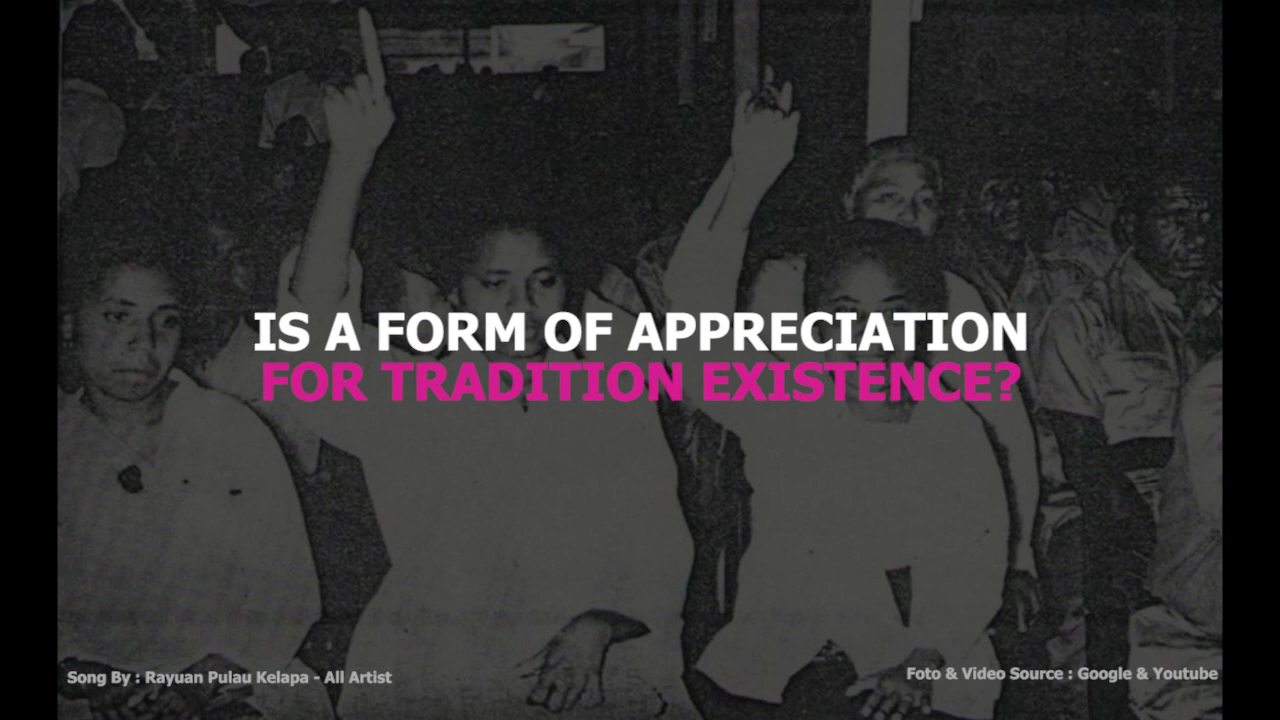 IS A FORM OF APPRECIATION
FOR TRADITION EXISTENCE?
Song By : Rayuan Pulau Kelapa - All Artist
Foto & Video Source : Google & Youtube